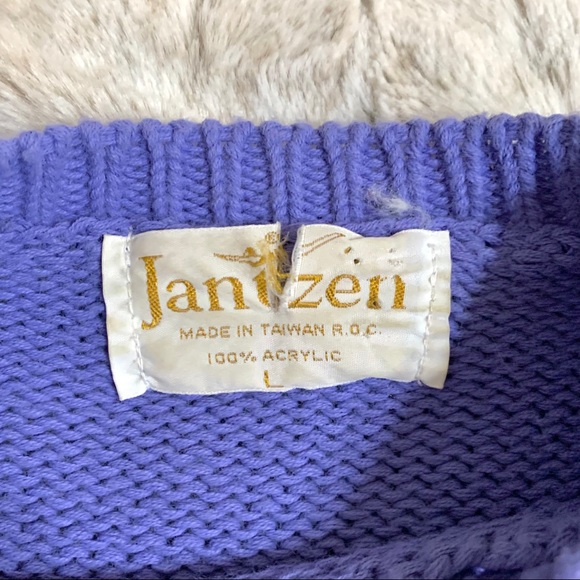 Jantzen
MADE IN TAIWAN R.O.C.
100% ACRYLIC
L